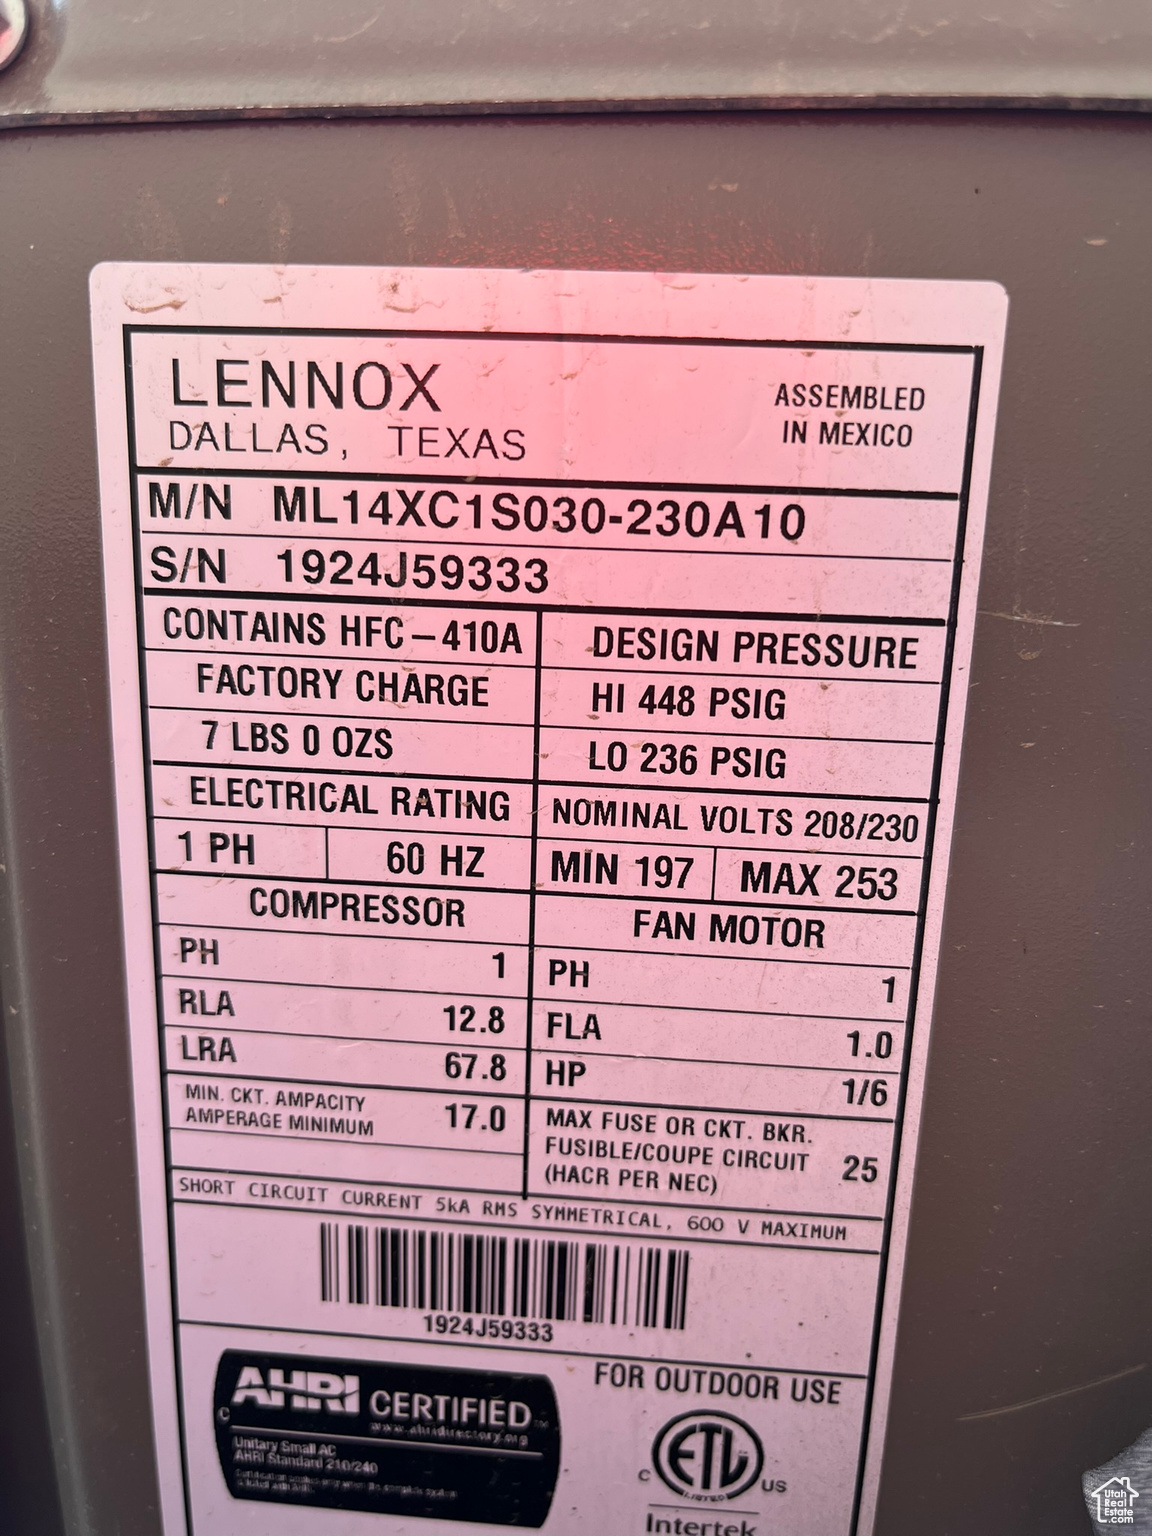 LENNOX
DALLAS, TEXAS
ASSEMBLED
IN MEXICO
M/N ML14XC1S030-230A10
S/N 1924J59333
CONTAINS HFC-410A
FACTORY CHARGE
7 LBS 0 OZS
DESIGN PRESSURE
HI 448 PSIG
LO 236 PSIG
ELECTRICAL RATING
NOMINAL VOLTS 208/230
1 PH 60 HZ
MIN 197 MAX 253
COMPRESSOR
PH 1
RLA 12.8
LRA 67.8
MIN. CKT. AMPACITY
AMPERAGE MINIMUM 17.0
FAN MOTOR
PH 1
FLA 1.0
HP 1/6
MAX FUSE OR CKT. BKR.
FUSIBLE/COUPE CIRCUIT 25
(HACR PER NEC)
SHORT CIRCUIT CURRENT 5kA RMS SYMMETRICAL, 600 V MAXIMUM
1924J59333
AHRI CERTIFIED
www.ahridirectory.org
Unitary Small AC
AHRI Standard 210/240
FOR OUTDOOR USE
C ETL US
LISTED
Intertek
Utah
Real
Estate
.com